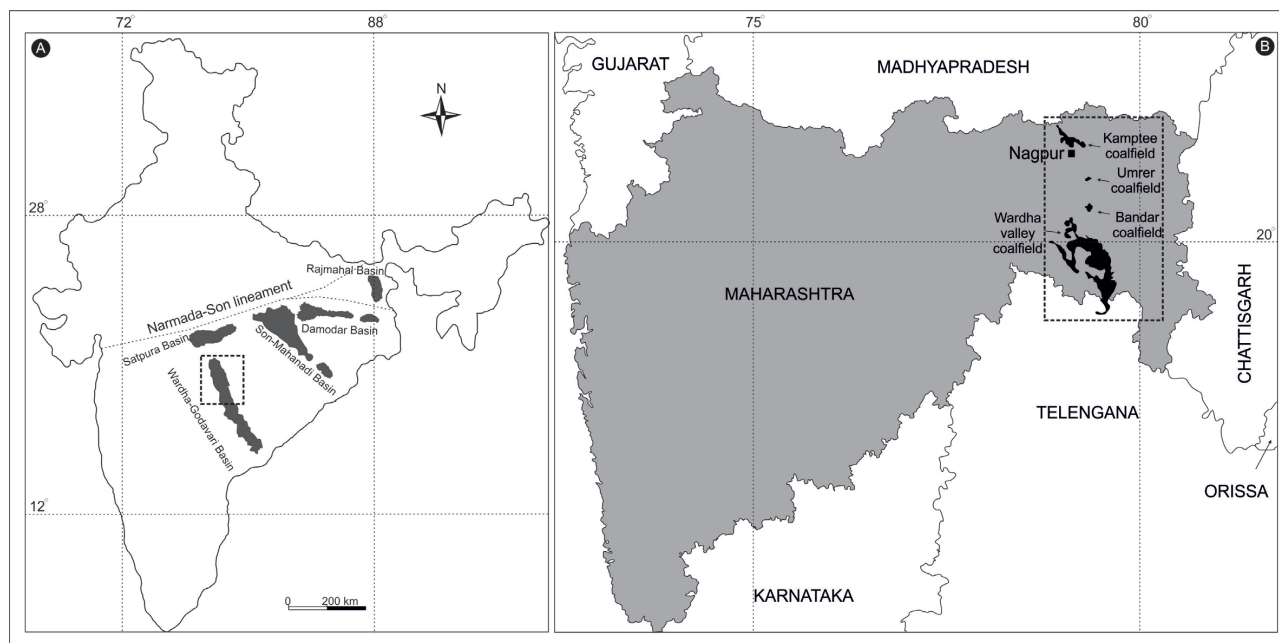 72°
88°
A
N
28°
Rajmahal Basin
Narmada-Son lineament
Damodar Basin
Satpura Basin
Son-Mahanadi Basin
Wardha-Godavari Basin
12°
0 200 km
75°
80°
B
GUJARAT
MADHYAPRADESH
Kamptee
coalfield
Nagpur
Umrer
coalfield
Wardha
valley
coalfield
Bandar
coalfield
20°
MAHARASHTRA
CHATTISGARH
TELENGANA
ORISSA
KARNATAKA